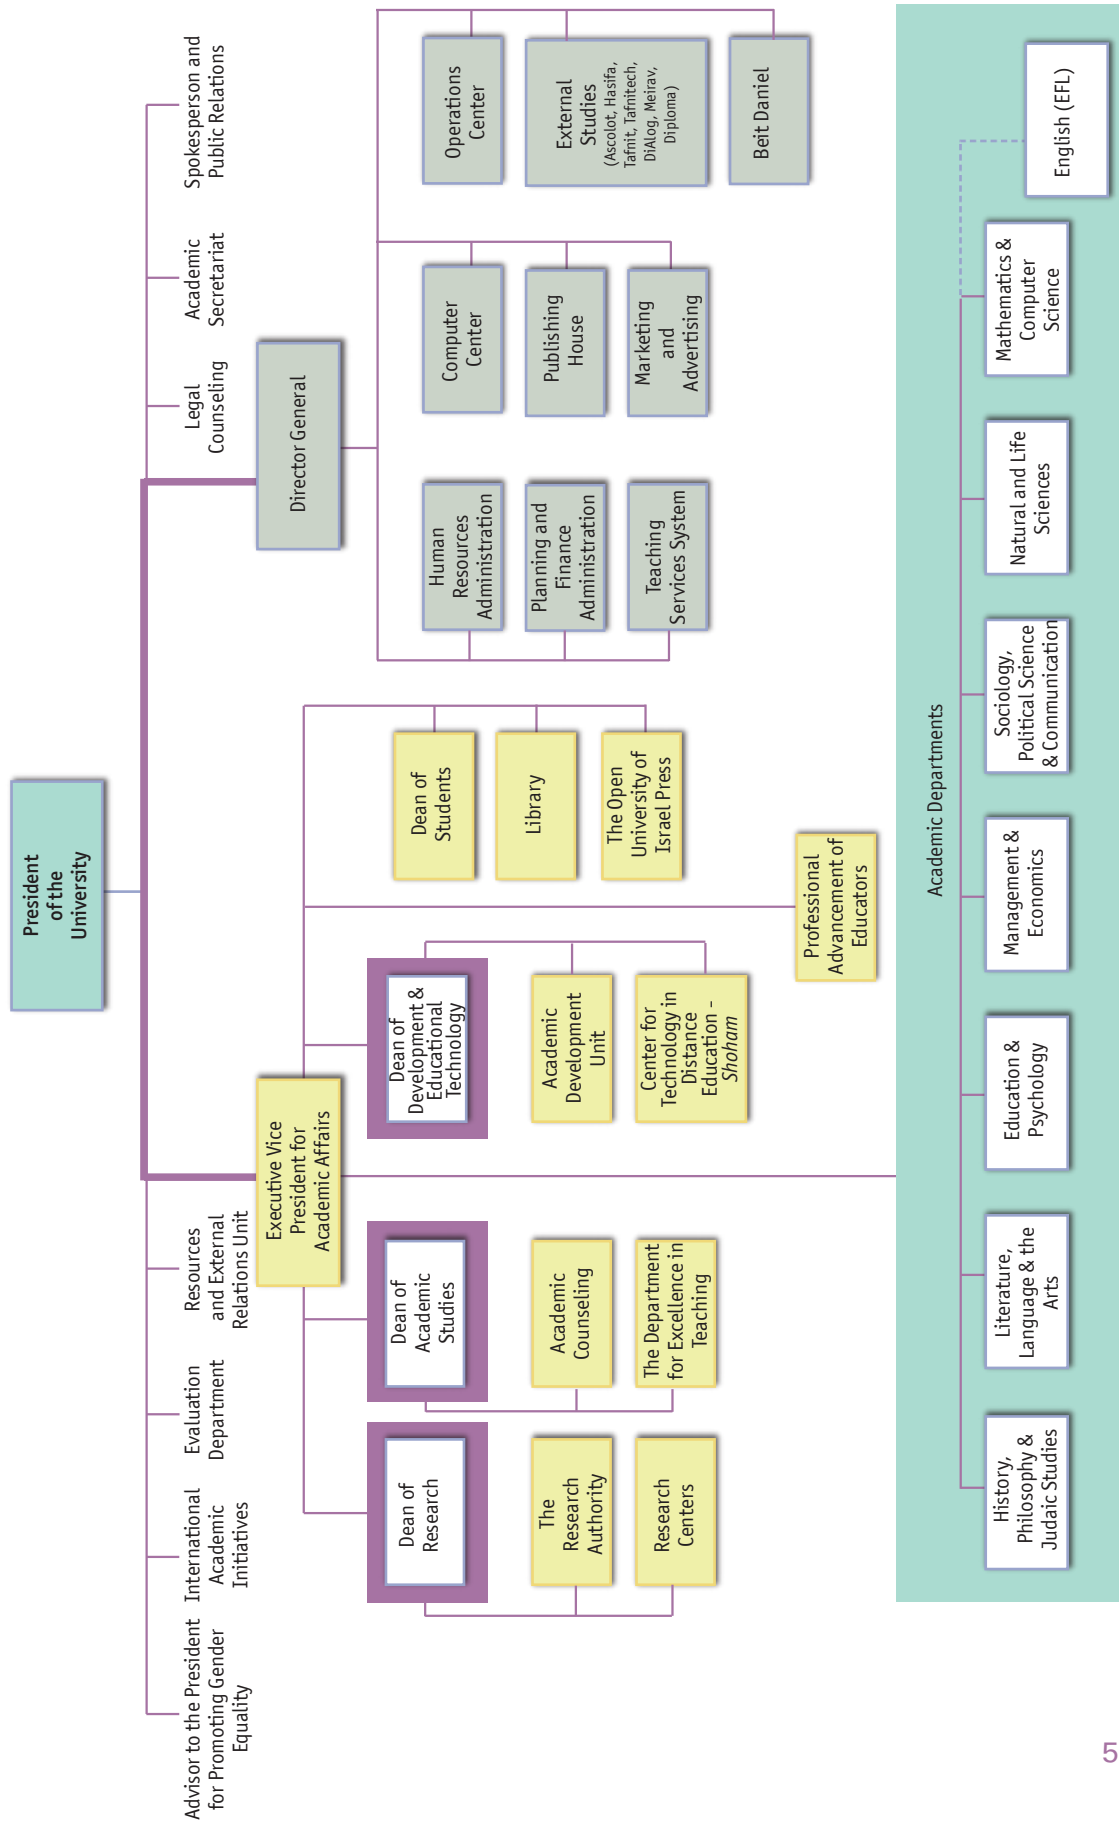 President
of the
University
Advisor to the President
for Promoting Gender
Equality
International
Academic
Initiatives
Evaluation
Department
Resources
and External
Relations Unit
Legal
Counseling
Academic
Secretariat
Spokesperson and
Public Relations
Executive Vice
President for
Academic Affairs
Director General
Dean of
Research
The
Research
Authority
Research
Centers
Dean of
Academic
Studies
Academic
Counseling
The Department
for Excellence in
Teaching
Dean of
Development &
Educational
Technology
Academic
Development
Unit
Center for
Technology in
Distance
Education -
Shoham
Dean of
Students
Library
The Open
University of
Israel Press
Professional
Advancement of
Educators
Human
Resources
Administration
Planning and
Finance
Administration
Teaching
Services System
Computer
Center
Publishing
House
Marketing
and
Advertising
Operations
Center
External
Studies
(Ascolot, Hasifa,
Tafnit, Tafnitech,
DiAlog, Meirav,
Diploma)
Beit Daniel
Academic Departments
History,
Philosophy &
Judaic Studies
Literature,
Language & the
Arts
Education &
Psychology
Management &
Economics
Sociology,
Political Science
& Communication
Natural and Life
Sciences
Mathematics &
Computer
Science
English (EFL)
5